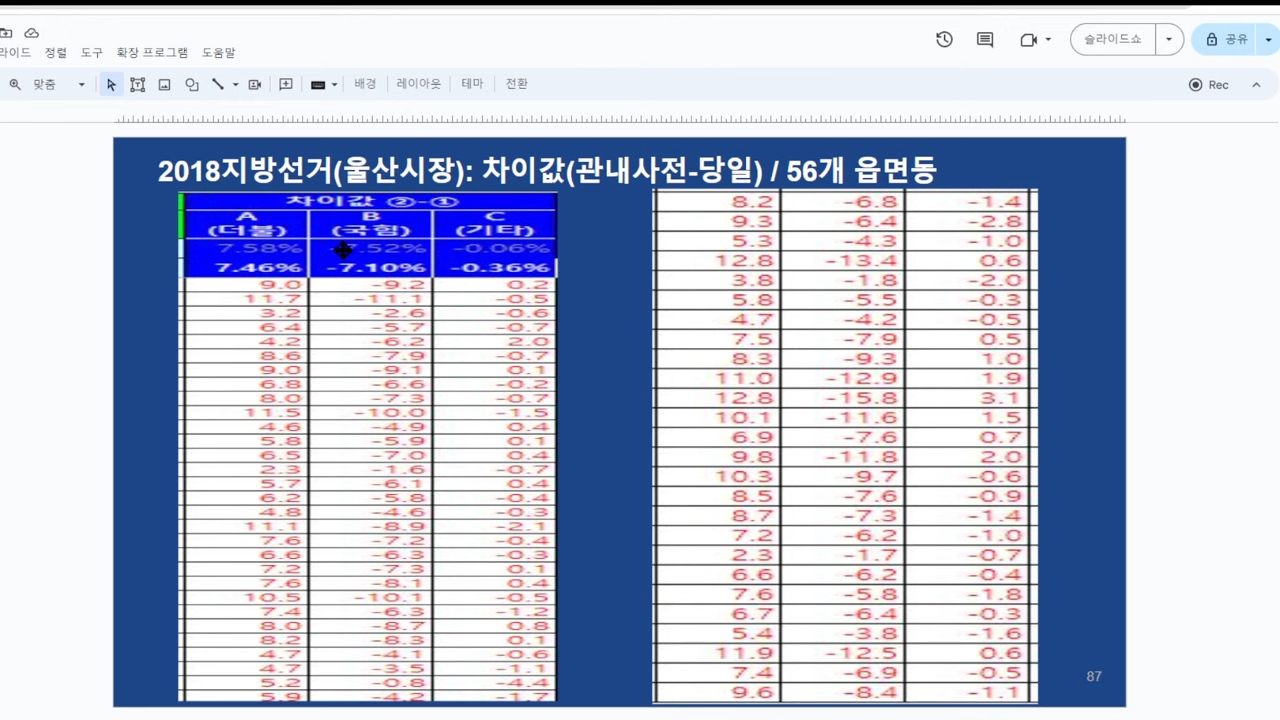 라이드 정렬 도구 확장 프로그램 도움말
슬라이드쇼
공유
맞춤
배경 레이아웃 테마 전환
Rec
2018지방선거(울산시장): 차이값(관내사전-당일) / 56개 읍면동
차이값 ②-①
A B C
(더불) (국힘) (기타)
7.58% 7.52% -0.06%
7.46% -7.10% -0.36%
9.0 -9.2 0.2
11.7 -11.1 -0.5
3.2 -2.6 -0.6
6.4 -5.7 -0.7
4.2 -6.2 2.0
8.6 -7.9 -0.7
9.0 -9.1 0.1
6.8 -6.6 -0.2
8.0 -7.3 -0.7
11.5 -10.0 -1.5
4.6 -4.9 0.4
5.8 -5.9 0.1
6.5 -7.0 0.4
2.3 -1.6 -0.7
5.7 -6.1 0.4
6.2 -5.8 -0.4
4.8 -4.6 -0.3
11.1 -8.9 -2.1
7.6 -7.2 -0.4
6.6 -6.3 -0.3
7.2 -7.3 0.1
7.6 -8.1 0.4
10.5 -10.1 -0.5
7.4 -6.3 -1.2
8.0 -8.7 0.8
8.2 -8.3 0.1
4.7 -4.1 -0.6
4.7 -3.5 -1.1
5.2 -0.8 -4.4
5.9 -4.2 -1.7
8.2 -6.8 -1.4
9.3 -6.4 -2.8
5.3 -4.3 -1.0
12.8 -13.4 0.6
3.8 -1.8 -2.0
5.8 -5.5 -0.3
4.7 -4.2 -0.5
7.5 -7.9 0.5
8.3 -9.3 1.0
11.0 -12.9 1.9
12.8 -15.8 3.1
10.1 -11.6 1.5
6.9 -7.6 0.7
9.8 -11.8 2.0
10.3 -9.7 -0.6
8.5 -7.6 -0.9
8.7 -7.3 -1.4
7.2 -6.2 -1.0
2.3 -1.7 -0.7
6.6 -6.2 -0.4
7.6 -5.8 -1.8
6.7 -6.4 -0.3
5.4 -3.8 -1.6
11.9 -12.5 0.6
7.4 -6.9 -0.5
9.6 -8.4 -1.1
87